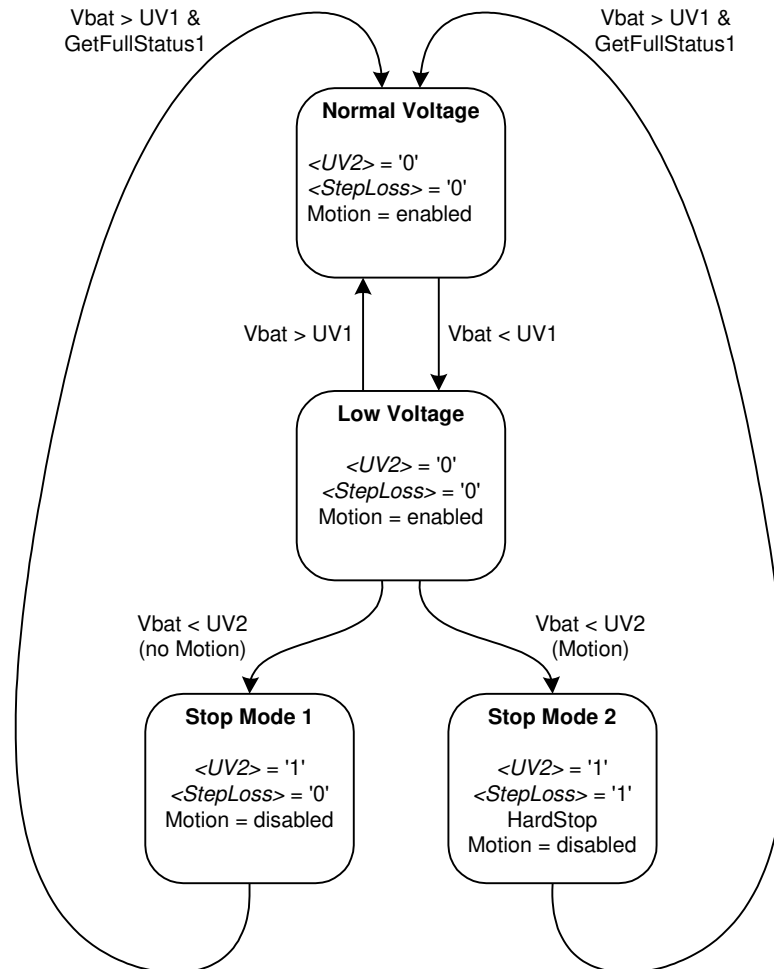 Vbat > UV1 &
GetFullStatus1
Vbat > UV1 &
GetFullStatus1
Normal Voltage
<UV2> = '0'
<StepLoss> = '0'
Motion = enabled
Vbat > UV1
Vbat < UV1
Low Voltage
<UV2> = '0'
<StepLoss> = '0'
Motion = enabled
Vbat < UV2
(no Motion)
Vbat < UV2
(Motion)
Stop Mode 1
<UV2> = '1'
<StepLoss> = '0'
Motion = disabled
Stop Mode 2
<UV2> = '1'
<StepLoss> = '1'
HardStop
Motion = disabled